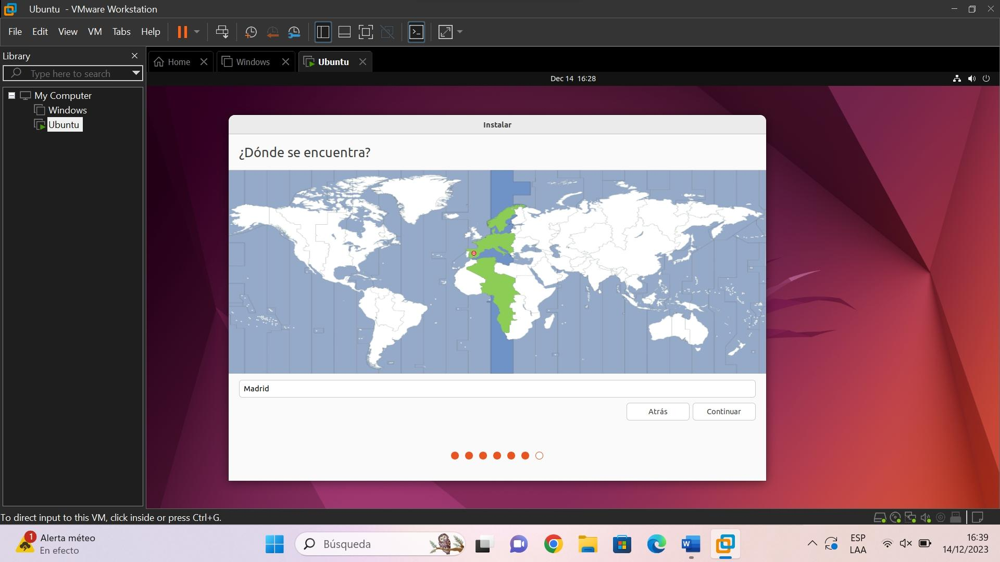 Ubuntu - VMware Workstation
File Edit View VM Tabs Help
Library
Type here to search
My Computer
Windows
Ubuntu
Home
Windows
Ubuntu
Dec 14 16:28
Instalar
¿Dónde se encuentra?
Madrid
Atrás
Continuar
To direct input to this VM, click inside or press Ctrl+G.
1
Alerta méteo
En efecto
Búsqueda
W
ESP
LAA
16:39
14/12/2023